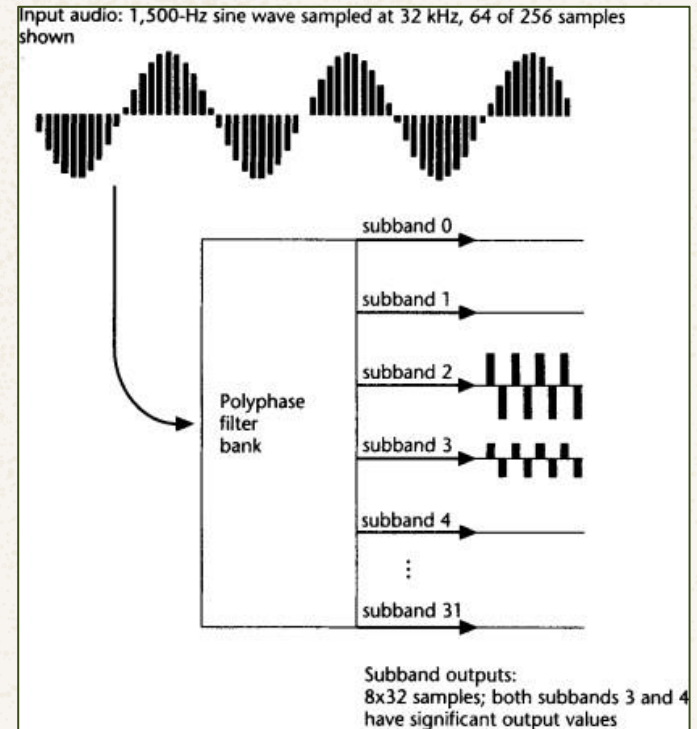 Input audio: 1,500-Hz sine wave sampled at 32 kHz, 64 of 256 samples
shown
subband 0
subband 1
subband 2
Polyphase
filter
bank
subband 3
subband 4
subband 31
Subband outputs:
8x32 samples; both subbands 3 and 4
have significant output values